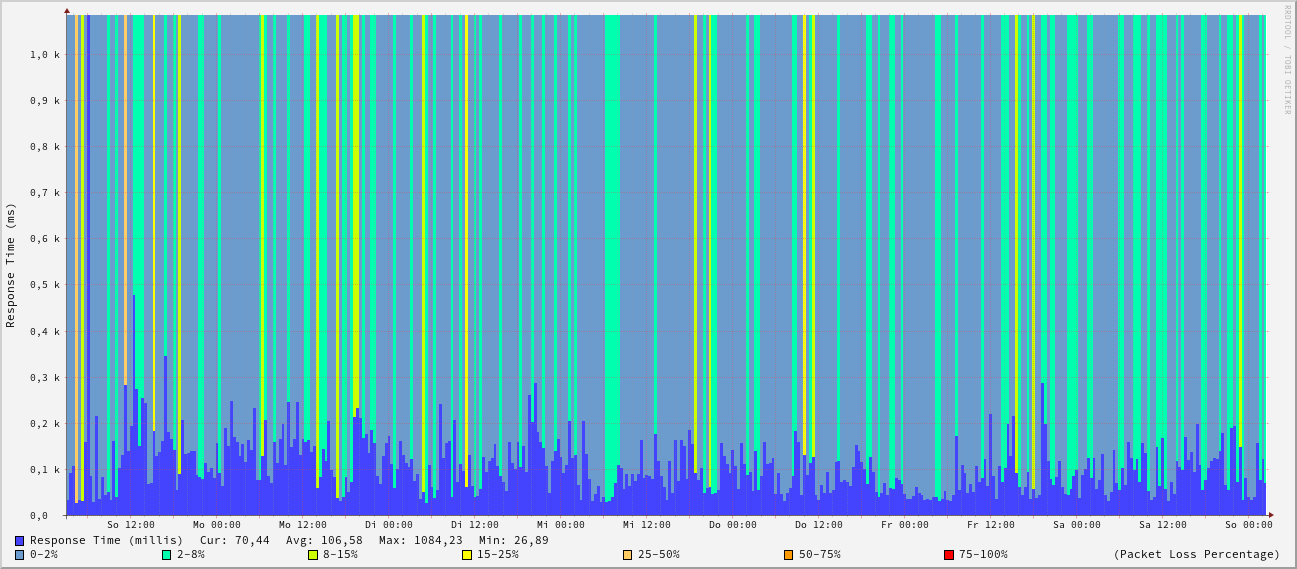 1,0 k
0,9 k
0,8 k
0,7 k
0,6 k
0,5 k
0,4 k
0,3 k
0,2 k
0,1 k
0,0
Response Time (ms)
RRDTOOL / TOBI OETIKER
So 12:00 Mo 00:00 Mo 12:00 Di 00:00 Di 12:00 Mi 00:00 Mi 12:00 Do 00:00 Do 12:00 Fr 00:00 Fr 12:00 Sa 00:00 Sa 12:00 So 00:00
Response Time (millis) Cur: 70,44 Avg: 106,58 Max: 1084,23 Min: 26,89
0-2% 2-8% 8-15% 15-25% 25-50% 50-75% 75-100% (Packet Loss Percentage)